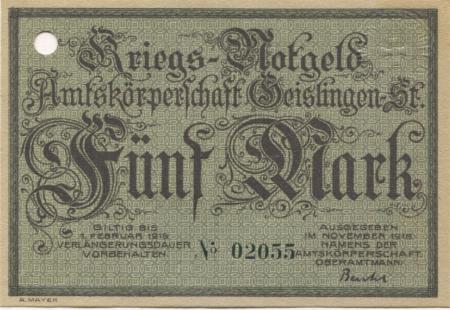 Kriegs-Notgeld
Amtskörperschaft Geislingen-St.
Fünf Mark
GILTIG BIS
1. FEBRUAR 1919.
VERLÄNGERUNGSDAUER
VORBEHALTEN.
№ 02055
AUSGEGEBEN
IM NOVEMBER 1918.
NAMENS DER
AMTSKÖRPERSCHAFT.
OBERAMTMANN:
A. MAYER